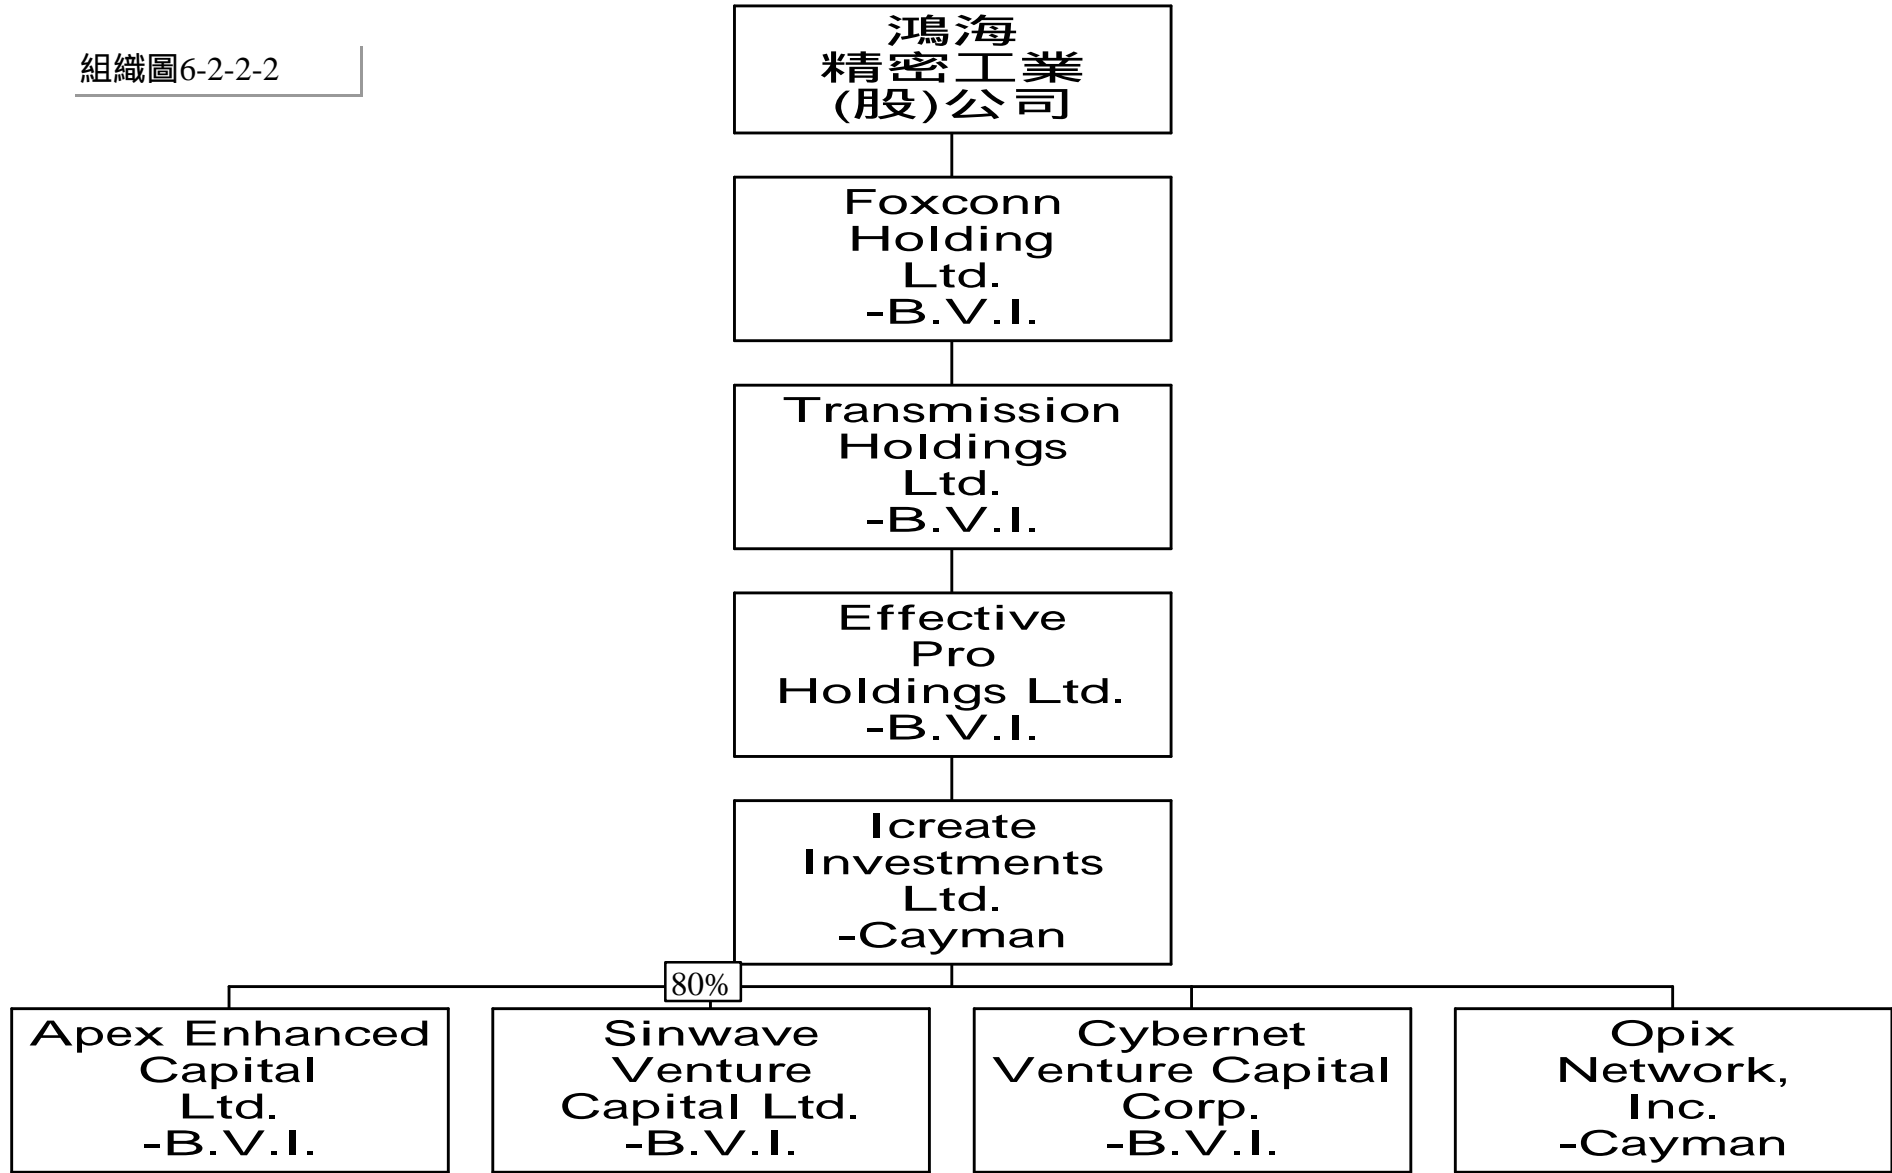 組織圖6-2-2-2
鴻海
精密工業
(股)公司
Foxconn
Holding
Ltd.
-B.V.I.
Transmission
Holdings
Ltd.
-B.V.I.
Effective
Pro
Holdings Ltd.
-B.V.I.
Icreate
Investments
Ltd.
-Cayman
80%
Apex Enhanced
Capital
Ltd.
-B.V.I.
Sinwave
Venture
Capital Ltd.
-B.V.I.
Cybernet
Venture Capital
Corp.
-B.V.I.
Opix
Network,
Inc.
-Cayman